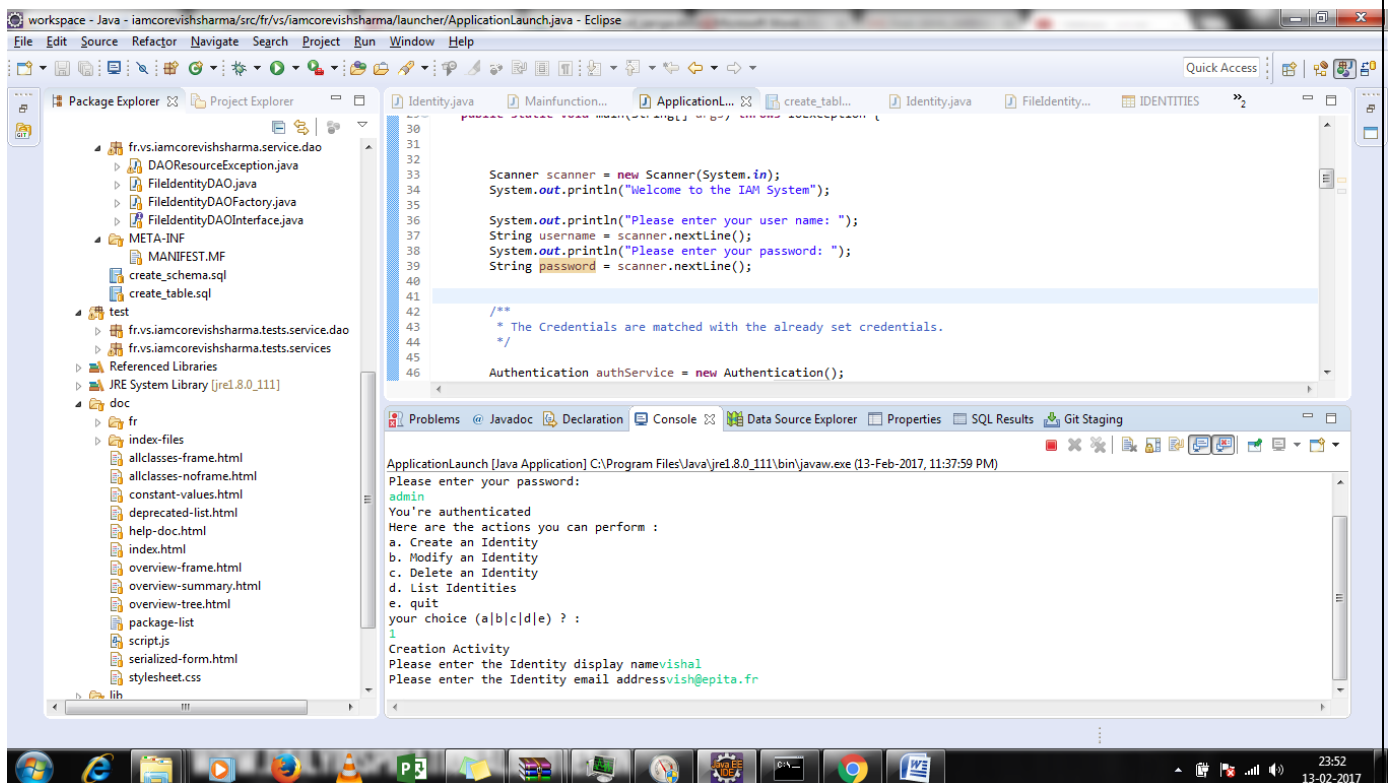 workspace - Java - iamcorevishsharma/src/fr/vs/iamcorevishsharma/launcher/ApplicationLaunch.java - Eclipse
File Edit Source Refactor Navigate Search Project Run Window Help
Quick Access
Package Explorer Project Explorer
fr.vs.iamcorevishsharma.service.dao
DAOResourceException.java
FileIdentityDAO.java
FileIdentityDAOFactory.java
FileIdentityDAOInterface.java
META-INF
MANIFEST.MF
create_schema.sql
create_table.sql
test
fr.vs.iamcorevishsharma.tests.service.dao
fr.vs.iamcorevishsharma.tests.services
Referenced Libraries
JRE System Library [jre1.8.0_111]
doc
fr
index-files
allclasses-frame.html
allclasses-noframe.html
constant-values.html
deprecated-list.html
help-doc.html
index.html
overview-frame.html
overview-summary.html
overview-tree.html
package-list
script.js
serialized-form.html
stylesheet.css
lib
Identity.java Mainfunction... ApplicationL... create_tabl... Identity.java FileIdentity... IDENTITIES »2
public static void main(String[] args) throws IOException {
30
31
32
33 Scanner scanner = new Scanner(System.in);
34 System.out.println("Welcome to the IAM System");
35
36 System.out.println("Please enter your user name: ");
37 String username = scanner.nextLine();
38 System.out.println("Please enter your password: ");
39 String password = scanner.nextLine();
40
41
42 /**
43 * The Credentials are matched with the already set credentials.
44 */
45
46 Authentication authService = new Authentication();
Problems @ Javadoc Declaration Console Data Source Explorer Properties SQL Results Git Staging
ApplicationLaunch [Java Application] C:\Program Files\Java\jre1.8.0_111\bin\javaw.exe (13-Feb-2017, 11:37:59 PM)
Please enter your password:
admin
You're authenticated
Here are the actions you can perform :
a. Create an Identity
b. Modify an Identity
c. Delete an Identity
d. List Identities
e. quit
your choice (a|b|c|d|e) ? :
1
Creation Activity
Please enter the Identity display namevishal
Please enter the Identity email addressvish@epita.fr
23:52
13-02-2017